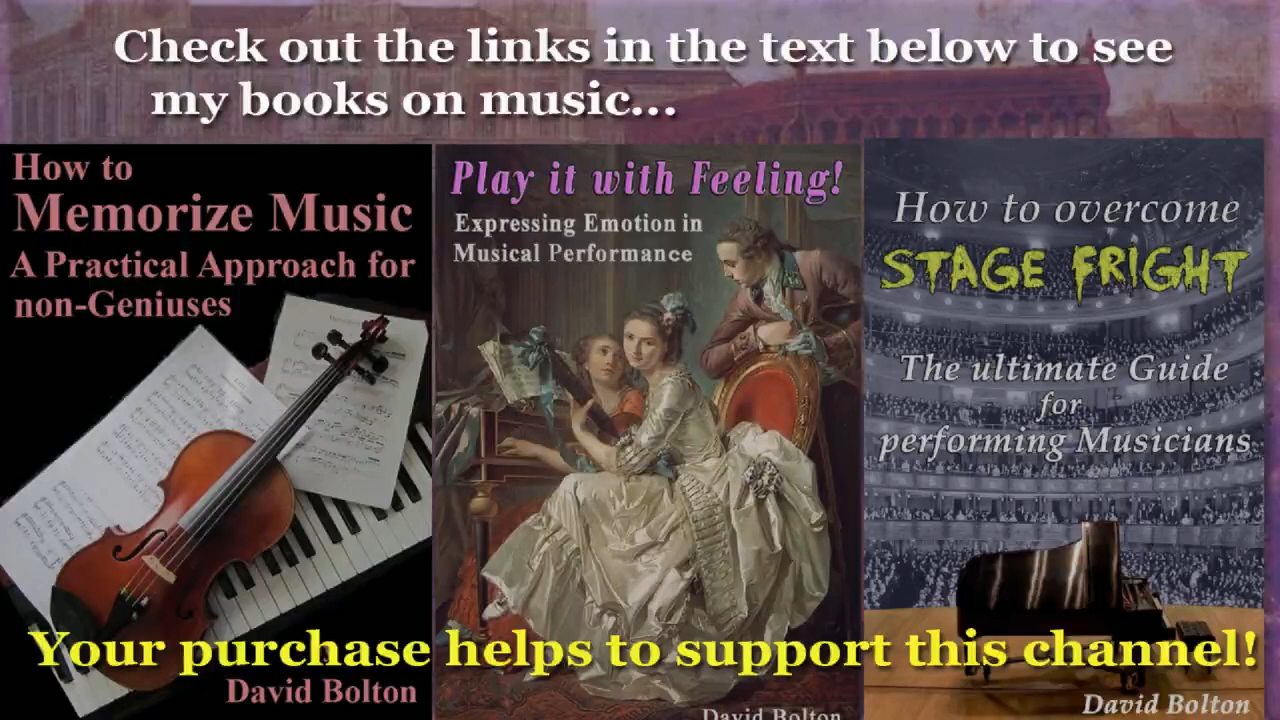 Check out the links in the text below to see
my books on music...
How to
Memorize Music
A Practical Approach for
non-Geniuses
David Bolton
Play it with Feeling!
Expressing Emotion in
Musical Performance
David Bolton
How to overcome
STAGE FRIGHT
The ultimate Guide
for
performing Musicians
David Bolton
Your purchase helps to support this channel!